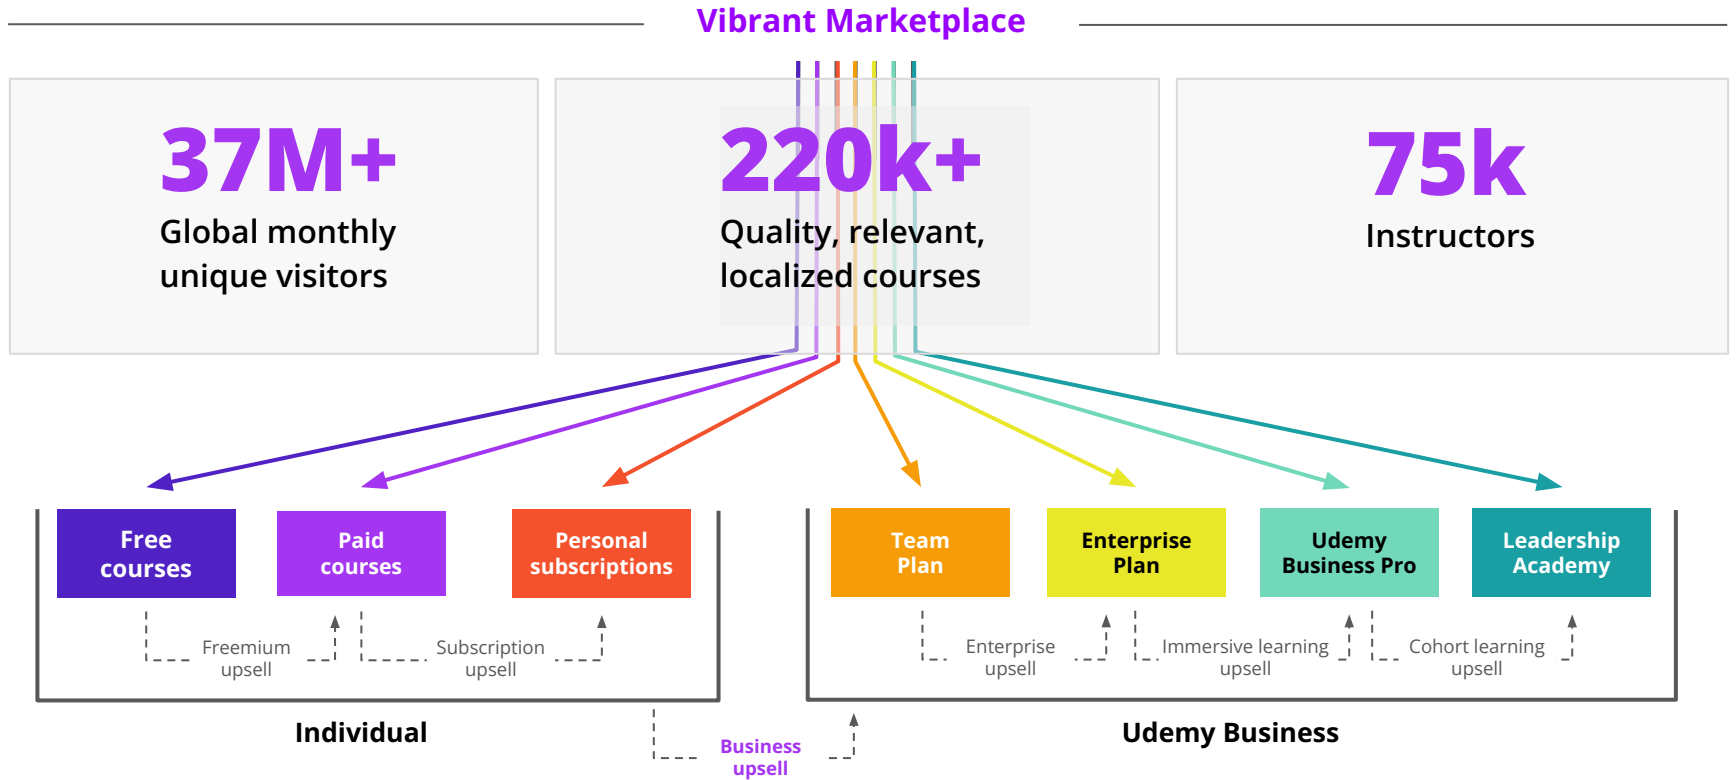 Vibrant Marketplace
37M+
Global monthly
unique visitors
220k+
Quality, relevant,
localized courses
75k
Instructors
Free
courses
Paid
courses
Personal
subscriptions
Team
Plan
Enterprise
Plan
Udemy
Business Pro
Leadership
Academy
Freemium
upsell
Subscription
upsell
Enterprise
upsell
Immersive learning
upsell
Cohort learning
upsell
Individual
Udemy Business
Business
upsell